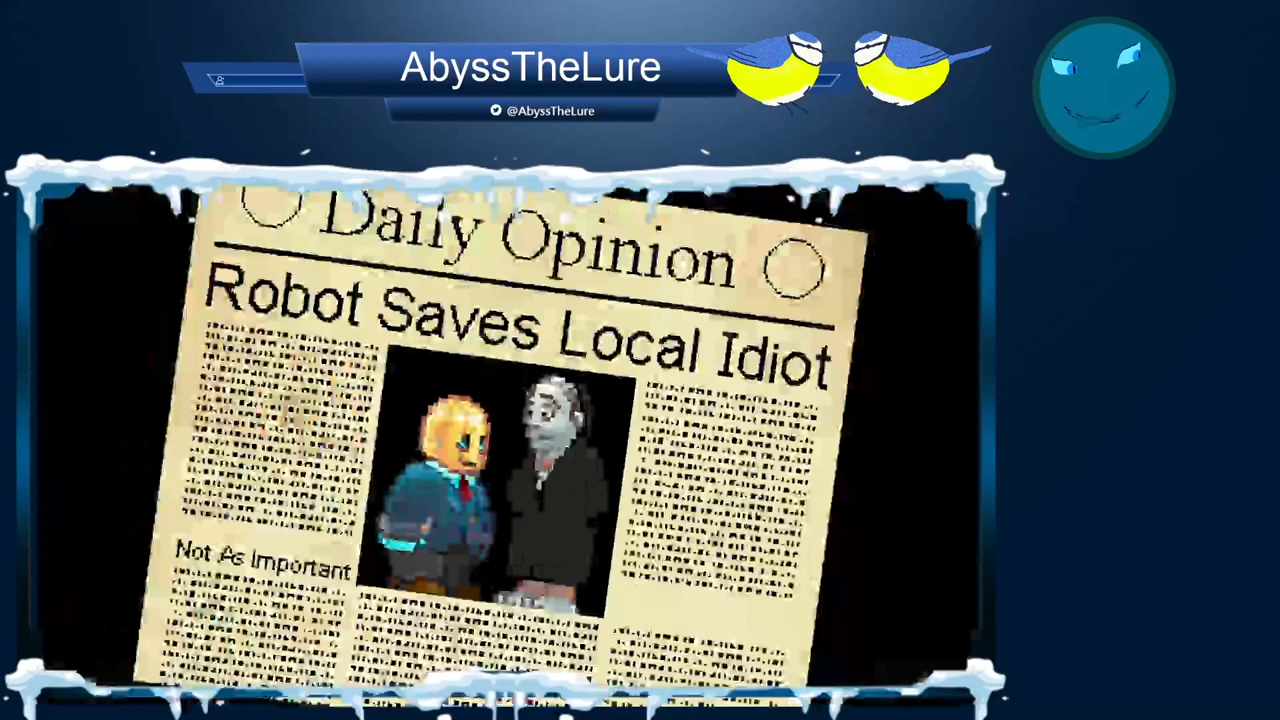 AbyssTheLure
@AbyssTheLure
Daily Opinion
Robot Saves Local Idiot
Not As Important